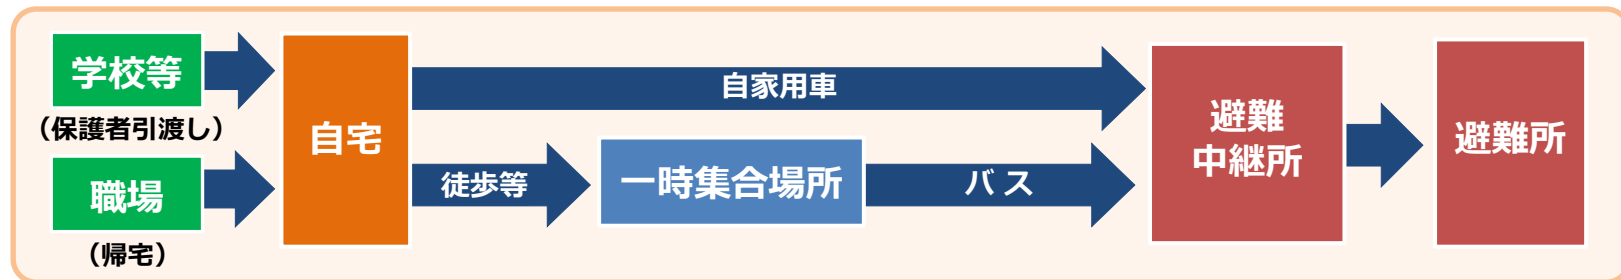 学校等
（保護者引渡し）
職場
（帰宅）
自宅
自家用車
徒歩等
一時集合場所
バス
避難
中継所
避難所